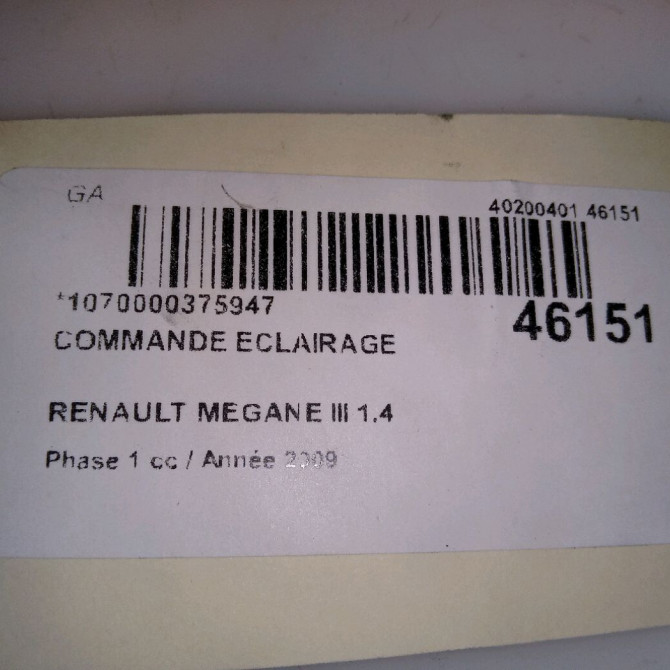 GA
40200401 46151
*1070000375947
46151
COMMANDE ECLAIRAGE
RENAULT MEGANE III 1.4
Phase 1 cc / Année 2009